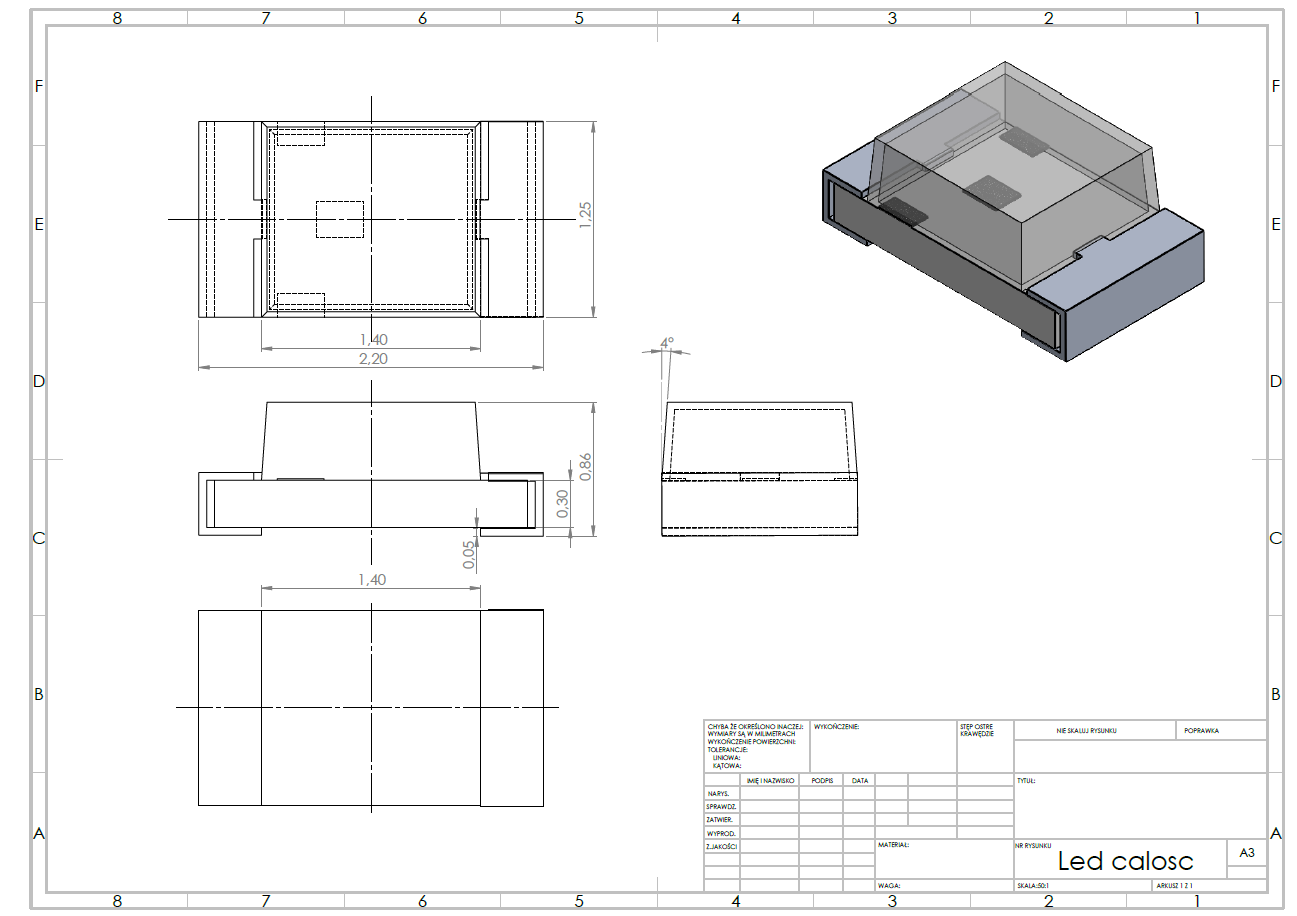 8 7 6 5 4 3 2 1
F F
E E
D D
C C
B B
A A
1,25
1,40
2,20
4°
0,86
0,30
0,05
1,40
CHYBA ŻE OKREŚLONO INACZEJ:
WYMIARY SĄ W MILIMETRACH
WYKOŃCZENIE POWIERZCHNI:
TOLERANCJE:
LINIOWA:
KĄTOWA:
WYKOŃCZENIE:
STĘP OSTRE
KRAWĘDZIE
NIE SKALUJ RYSUNKU
POPRAWKA
IMIĘ I NAZWISKO PODPIS DATA
NARYS.
SPRAWDZ.
ZATWIER.
WYPROD.
Z.JAKOŚCI
TYTUŁ:
MATERIAŁ:
NR RYSUNKU
Led calosc
A3
WAGA:
SKALA:50:1
ARKUSZ 1 Z 1
8 7 6 5 4 3 2 1